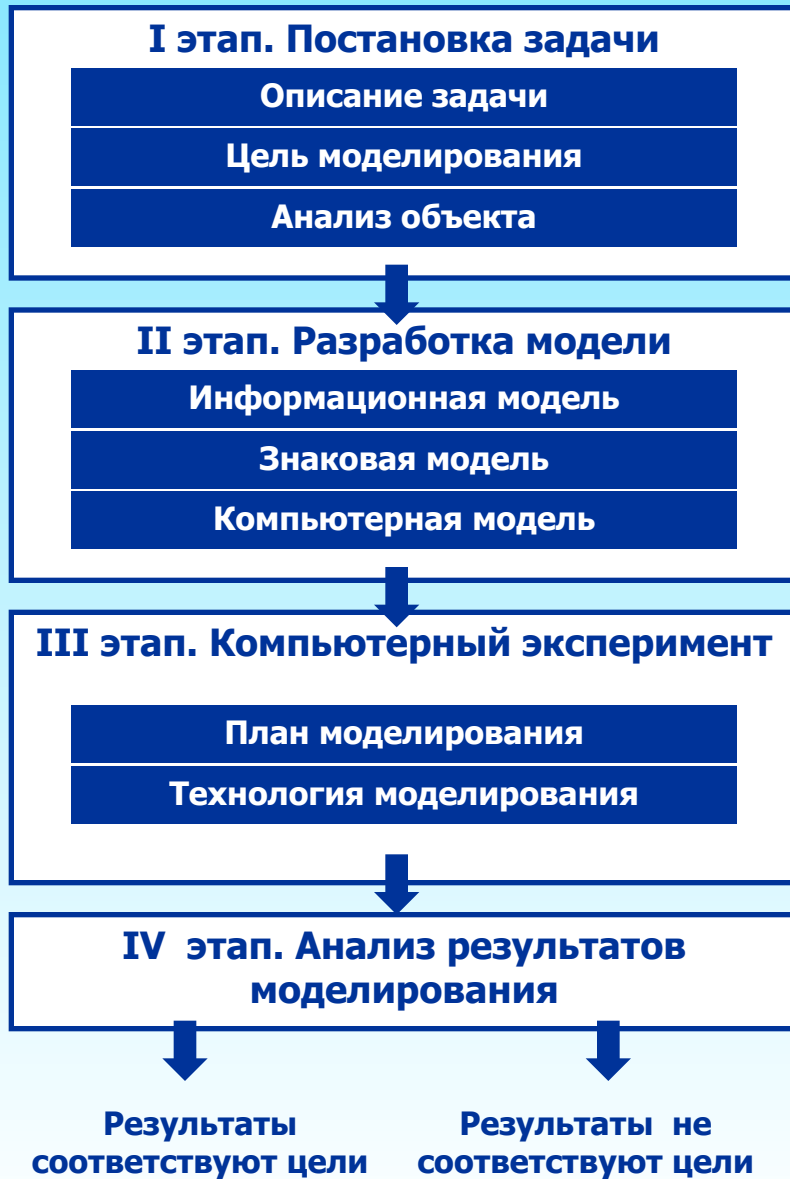 I этап. Постановка задачи
Описание задачи
Цель моделирования
Анализ объекта
II этап. Разработка модели
Информационная модель
Знаковая модель
Компьютерная модель
III этап. Компьютерный эксперимент
План моделирования
Технология моделирования
IV этап. Анализ результатов
моделирования
Результаты
соответствуют цели
Результаты не
соответствуют цели